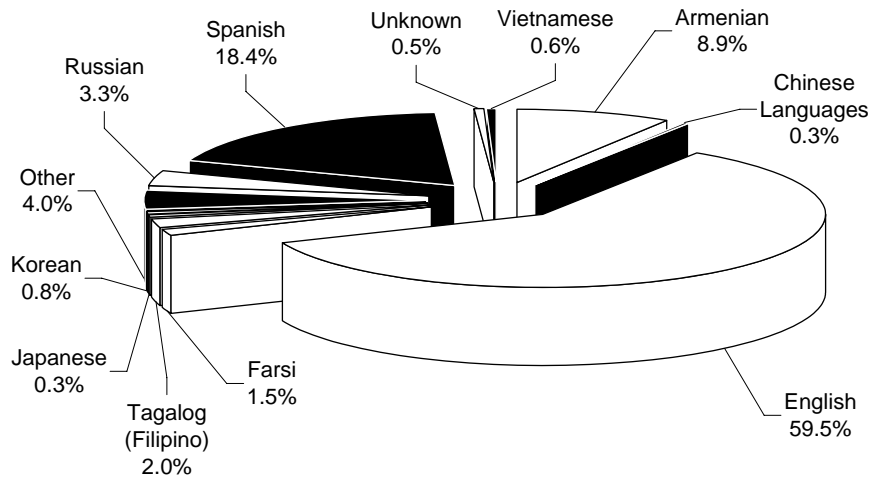 Spanish
18.4%
Unknown
0.5%
Vietnamese
0.6%
Armenian
8.9%
Chinese
Languages
0.3%
Russian
3.3%
Other
4.0%
Korean
0.8%
Japanese
0.3%
Tagalog
(Filipino)
2.0%
Farsi
1.5%
English
59.5%